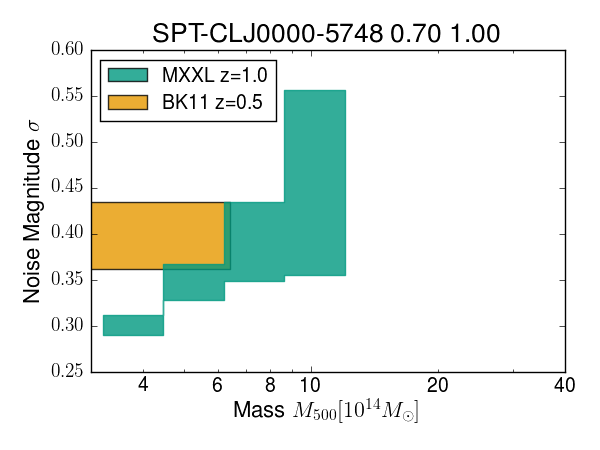 SPT-CLJ0000-5748 0.70 1.00
MXXL z=1.0
BK11 z=0.5
Noise Magnitude σ
0.60
0.55
0.50
0.45
0.40
0.35
0.30
0.25
4 6 8 10 20 40
Mass M₅₀₀[10¹⁴M☉]